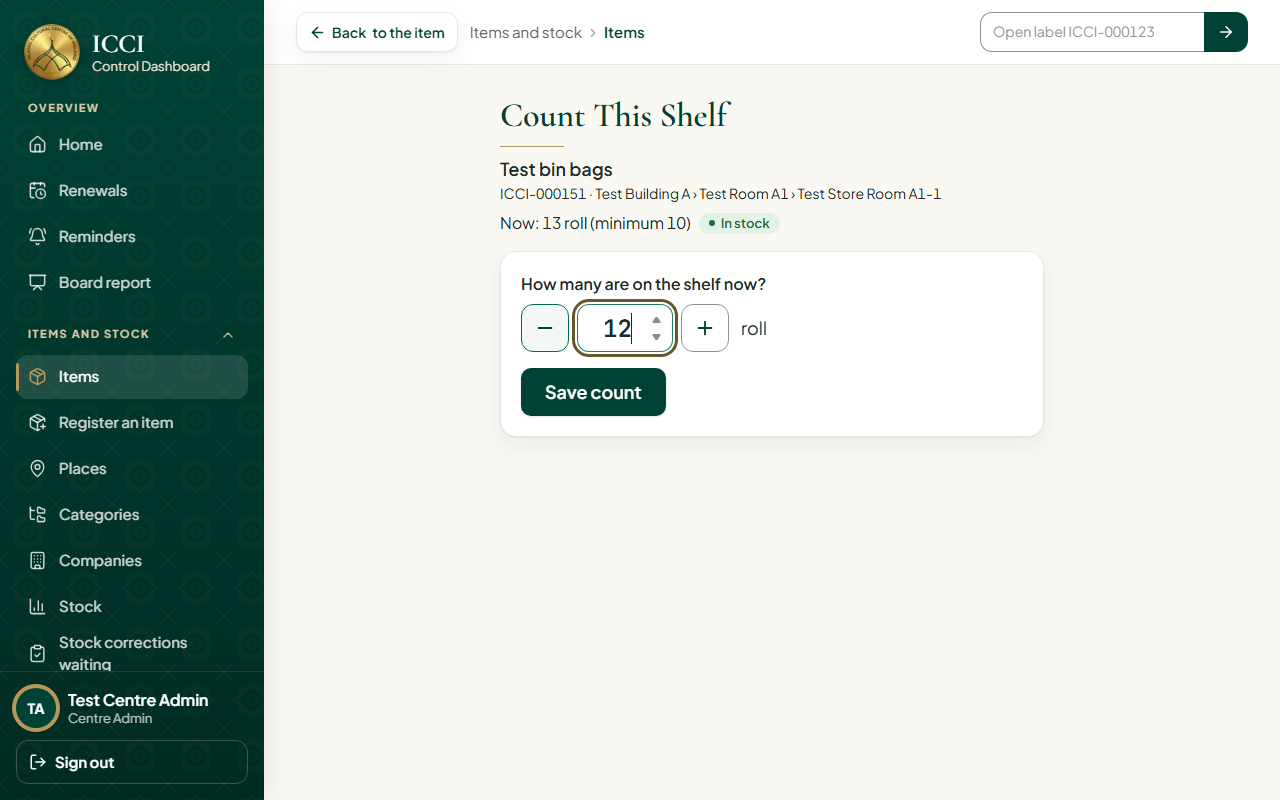 ICCI
Control Dashboard
OVERVIEW
Home
Renewals
Reminders
Board report
ITEMS AND STOCK
Items
Register an item
Places
Categories
Companies
Stock
Stock corrections
waiting
TA
Test Centre Admin
Centre Admin
Sign out
Back to the item
Items and stock › Items
Open label ICCI-000123
Count This Shelf
Test bin bags
ICCI-000151 · Test Building A › Test Room A1 › Test Store Room A1-1
Now: 13 roll (minimum 10) In stock
How many are on the shelf now?
12
roll
Save count